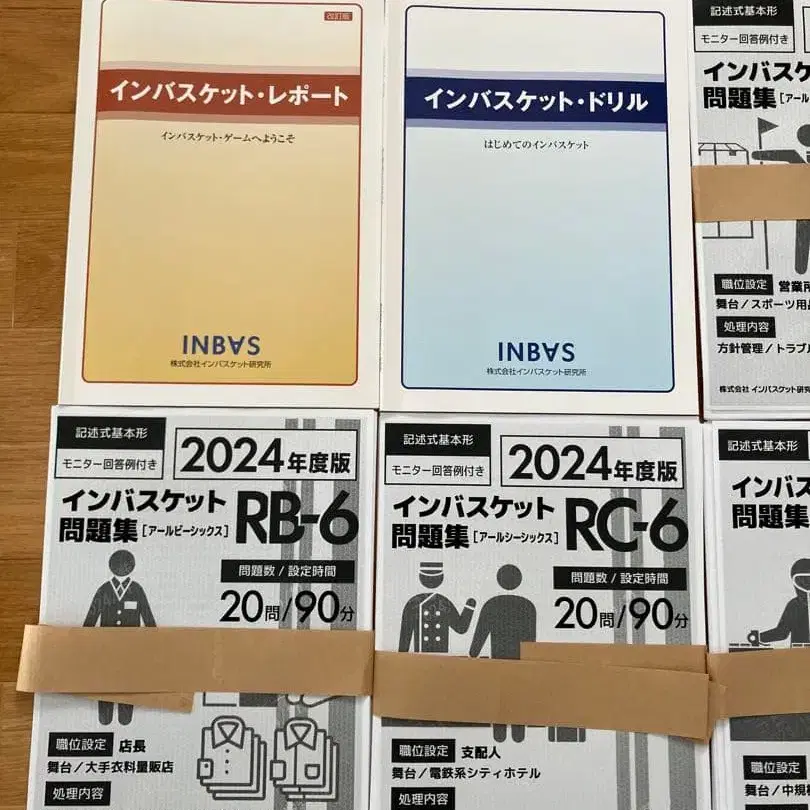 改訂版
インバスケット・レポート
インバスケット・ゲームへようこそ
INBAS
株式会社インバスケット研究所
インバスケット・ドリル
はじめてのインバスケット
INBAS
株式会社インバスケット研究所
記述式基本形
モニター回答例付き
インバスケ
問題集[アール
職位設定 営業所
舞台/スポーツ用品
処理内容
方針管理/トラブル
株式会社 インバスケット研究
記述式基本形
モニター回答例付き
2024年度版
インバスケット
問題集[アールビーシックス]
RB-6
問題数/設定時間
20問/90分
職位設定 店長
舞台/大手衣料量販店
処理内容
記述式基本形
モニター回答例付き
2024年度版
インバスケット
問題集[アールシーシックス]
RC-6
問題数/設定時間
20問/90分
職位設定 支配人
舞台/電鉄系シティホテル
処理内容
記述式基本形
モニター回答例付き
インバス
問題集
職位設定
舞台/中規模